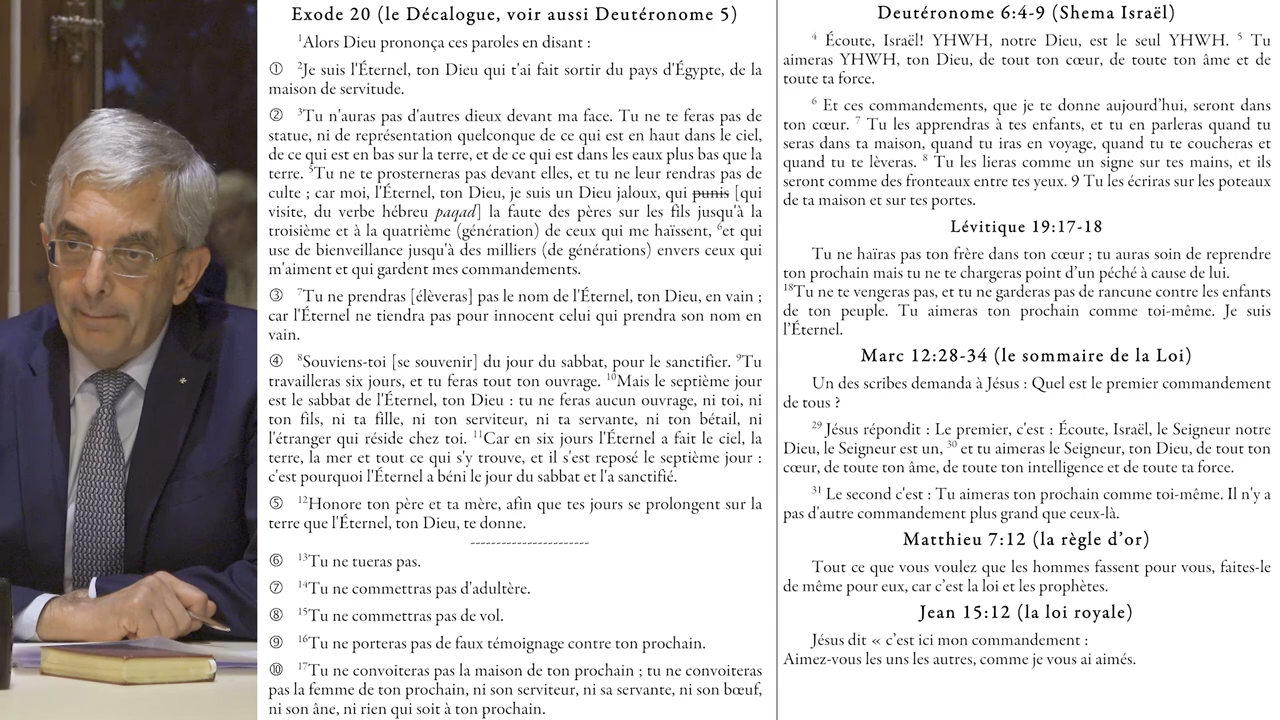 Exode 20 (le Décalogue, voir aussi Deutéronome 5)
1Alors Dieu prononça ces paroles en disant :
① 2Je suis l'Éternel, ton Dieu qui t'ai fait sortir du pays d'Égypte, de la
maison de servitude.
② 3Tu n'auras pas d'autres dieux devant ma face. Tu ne te feras pas de
statue, ni de représentation quelconque de ce qui est en haut dans le ciel,
de ce qui est en bas sur la terre, et de ce qui est dans les eaux plus bas que la
terre. 5Tu ne te prosterneras pas devant elles, et tu ne leur rendras pas de
culte ; car moi, l'Éternel, ton Dieu, je suis un Dieu jaloux, qui punis [qui
visite, du verbe hébreu paqad] la faute des pères sur les fils jusqu'à la
troisième et à la quatrième (génération) de ceux qui me haïssent, 6et qui
use de bienveillance jusqu'à des milliers (de générations) envers ceux qui
m'aiment et qui gardent mes commandements.
③ 7Tu ne prendras [élèveras] pas le nom de l'Éternel, ton Dieu, en vain ;
car l'Éternel ne tiendra pas pour innocent celui qui prendra son nom en
vain.
④ 8Souviens-toi [se souvenir] du jour du sabbat, pour le sanctifier. 9Tu
travailleras six jours, et tu feras tout ton ouvrage. 10Mais le septième jour
est le sabbat de l'Éternel, ton Dieu : tu ne feras aucun ouvrage, ni toi, ni
ton fils, ni ta fille, ni ton serviteur, ni ta servante, ni ton bétail, ni
l'étranger qui réside chez toi. 11Car en six jours l'Éternel a fait le ciel, la
terre, la mer et tout ce qui s'y trouve, et il s'est reposé le septième jour :
c'est pourquoi l'Éternel a béni le jour du sabbat et l'a sanctifié.
⑤ 12Honore ton père et ta mère, afin que tes jours se prolongent sur la
terre que l'Éternel, ton Dieu, te donne.
-----------------------
⑥ 13Tu ne tueras pas.
⑦ 14Tu ne commettras pas d'adultère.
⑧ 15Tu ne commettras pas de vol.
⑨ 16Tu ne porteras pas de faux témoignage contre ton prochain.
⑩ 17Tu ne convoiteras pas la maison de ton prochain ; tu ne convoiteras
pas la femme de ton prochain, ni son serviteur, ni sa servante, ni son bœuf,
ni son âne, ni rien qui soit à ton prochain.
Deutéronome 6:4-9 (Shema Israël)
4 Écoute, Israël! YHWH, notre Dieu, est le seul YHWH. 5 Tu
aimeras YHWH, ton Dieu, de tout ton cœur, de toute ton âme et de
toute ta force.
6 Et ces commandements, que je te donne aujourd'hui, seront dans
ton cœur. 7 Tu les apprendras à tes enfants, et tu en parleras quand tu
seras dans ta maison, quand tu iras en voyage, quand tu te coucheras et
quand tu te lèveras. 8 Tu les lieras comme un signe sur tes mains, et ils
seront comme des fronteaux entre tes yeux. 9 Tu les écriras sur les poteaux
de ta maison et sur tes portes.
Lévitique 19:17-18
Tu ne haïras pas ton frère dans ton cœur ; tu auras soin de reprendre
ton prochain mais tu ne te chargeras point d'un péché à cause de lui.
18Tu ne te vengeras pas, et tu ne garderas pas de rancune contre les enfants
de ton peuple. Tu aimeras ton prochain comme toi-même. Je suis
l'Éternel.
Marc 12:28-34 (le sommaire de la Loi)
Un des scribes demanda à Jésus : Quel est le premier commandement
de tous ?
29 Jésus répondit : Le premier, c'est : Écoute, Israël, le Seigneur notre
Dieu, le Seigneur est un, 30 et tu aimeras le Seigneur, ton Dieu, de tout ton
cœur, de toute ton âme, de toute ton intelligence et de toute ta force.
31 Le second c'est : Tu aimeras ton prochain comme toi-même. Il n'y a
pas d'autre commandement plus grand que ceux-là.
Matthieu 7:12 (la règle d'or)
Tout ce que vous voulez que les hommes fassent pour vous, faites-le
de même pour eux, car c'est la loi et les prophètes.
Jean 15:12 (la loi royale)
Jésus dit « c'est ici mon commandement :
Aimez-vous les uns les autres, comme je vous ai aimés.